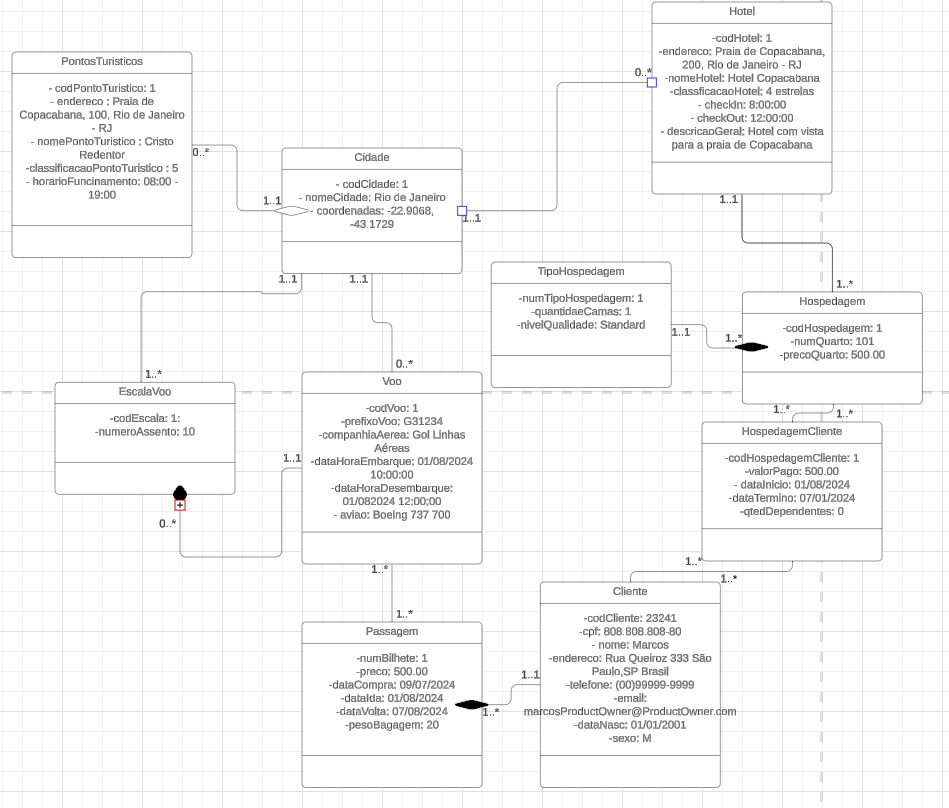 Hotel
-codHotel: 1
-endereco: Praia de Copacabana,
200, Rio de Janeiro - RJ
-nomeHotel: Hotel Copacabana
-classficacaoHotel: 4 estrelas
- checkIn: 8:00:00
- checkOut: 12:00:00
- descricaoGeral: Hotel com vista
para a praia de Copacabana
0..*
1..1
PontosTuristicos
- codPontoTuristico: 1
- endereco : Praia de
Copacabana, 100, Rio de Janeiro
- RJ
- nomePontoTuristico : Cristo
Redentor
-classificacaoPontoTuristico : 5
- horarioFuncinamento: 08:00 -
19:00
0..*
Cidade
- codCidade: 1
- nomeCidade: Rio de Janeiro
- coordenadas: -22.9068,
-43.1729
1..1
1..1
1..1
1..1
TipoHospedagem
-numTipoHospedagem: 1
-quantidaeCamas: 1
-nivelQualidade: Standard
1..1
1..*
Hospedagem
-codHospedagem: 1
-numQuarto: 101
-precoQuarto: 500.00
1..*
1..*
1..*
HospedagemCliente
-codHospedagemCliente: 1
-valorPago: 500.00
- dataInicio: 01/08/2024
-dataTermino: 07/01/2024
-qtedDependentes: 0
1..*
1..*
1..*
EscalaVoo
-codEscala: 1:
-numeroAssento: 10
0..*
0..*
Voo
-codVoo: 1
-prefixoVoo: G31234
-companhiaAerea: Gol Linhas
Aéreas
-dataHoraEmbarque: 01/08/2024
10:00:00
-dataHoraDesembarque:
01/082024 12:00:00
- aviao: Boeing 737 700
1..1
1..*
1..*
Passagem
-numBilhete: 1
-preco: 500.00
-dataCompra: 09/07/2024
-dataIda: 01/08/2024
-dataVolta: 07/08/2024
-pesoBagagem: 20
1..*
1..1
Cliente
-codCliente: 23241
-cpf: 808.808.808-80
- nome: Marcos
-endereco: Rua Queiroz 333 São
Paulo,SP Brasil
-telefone: (00)99999-9999
-email:
marcosProductOwner@ProductOwner.com
-dataNasc: 01/01/2001
-sexo: M